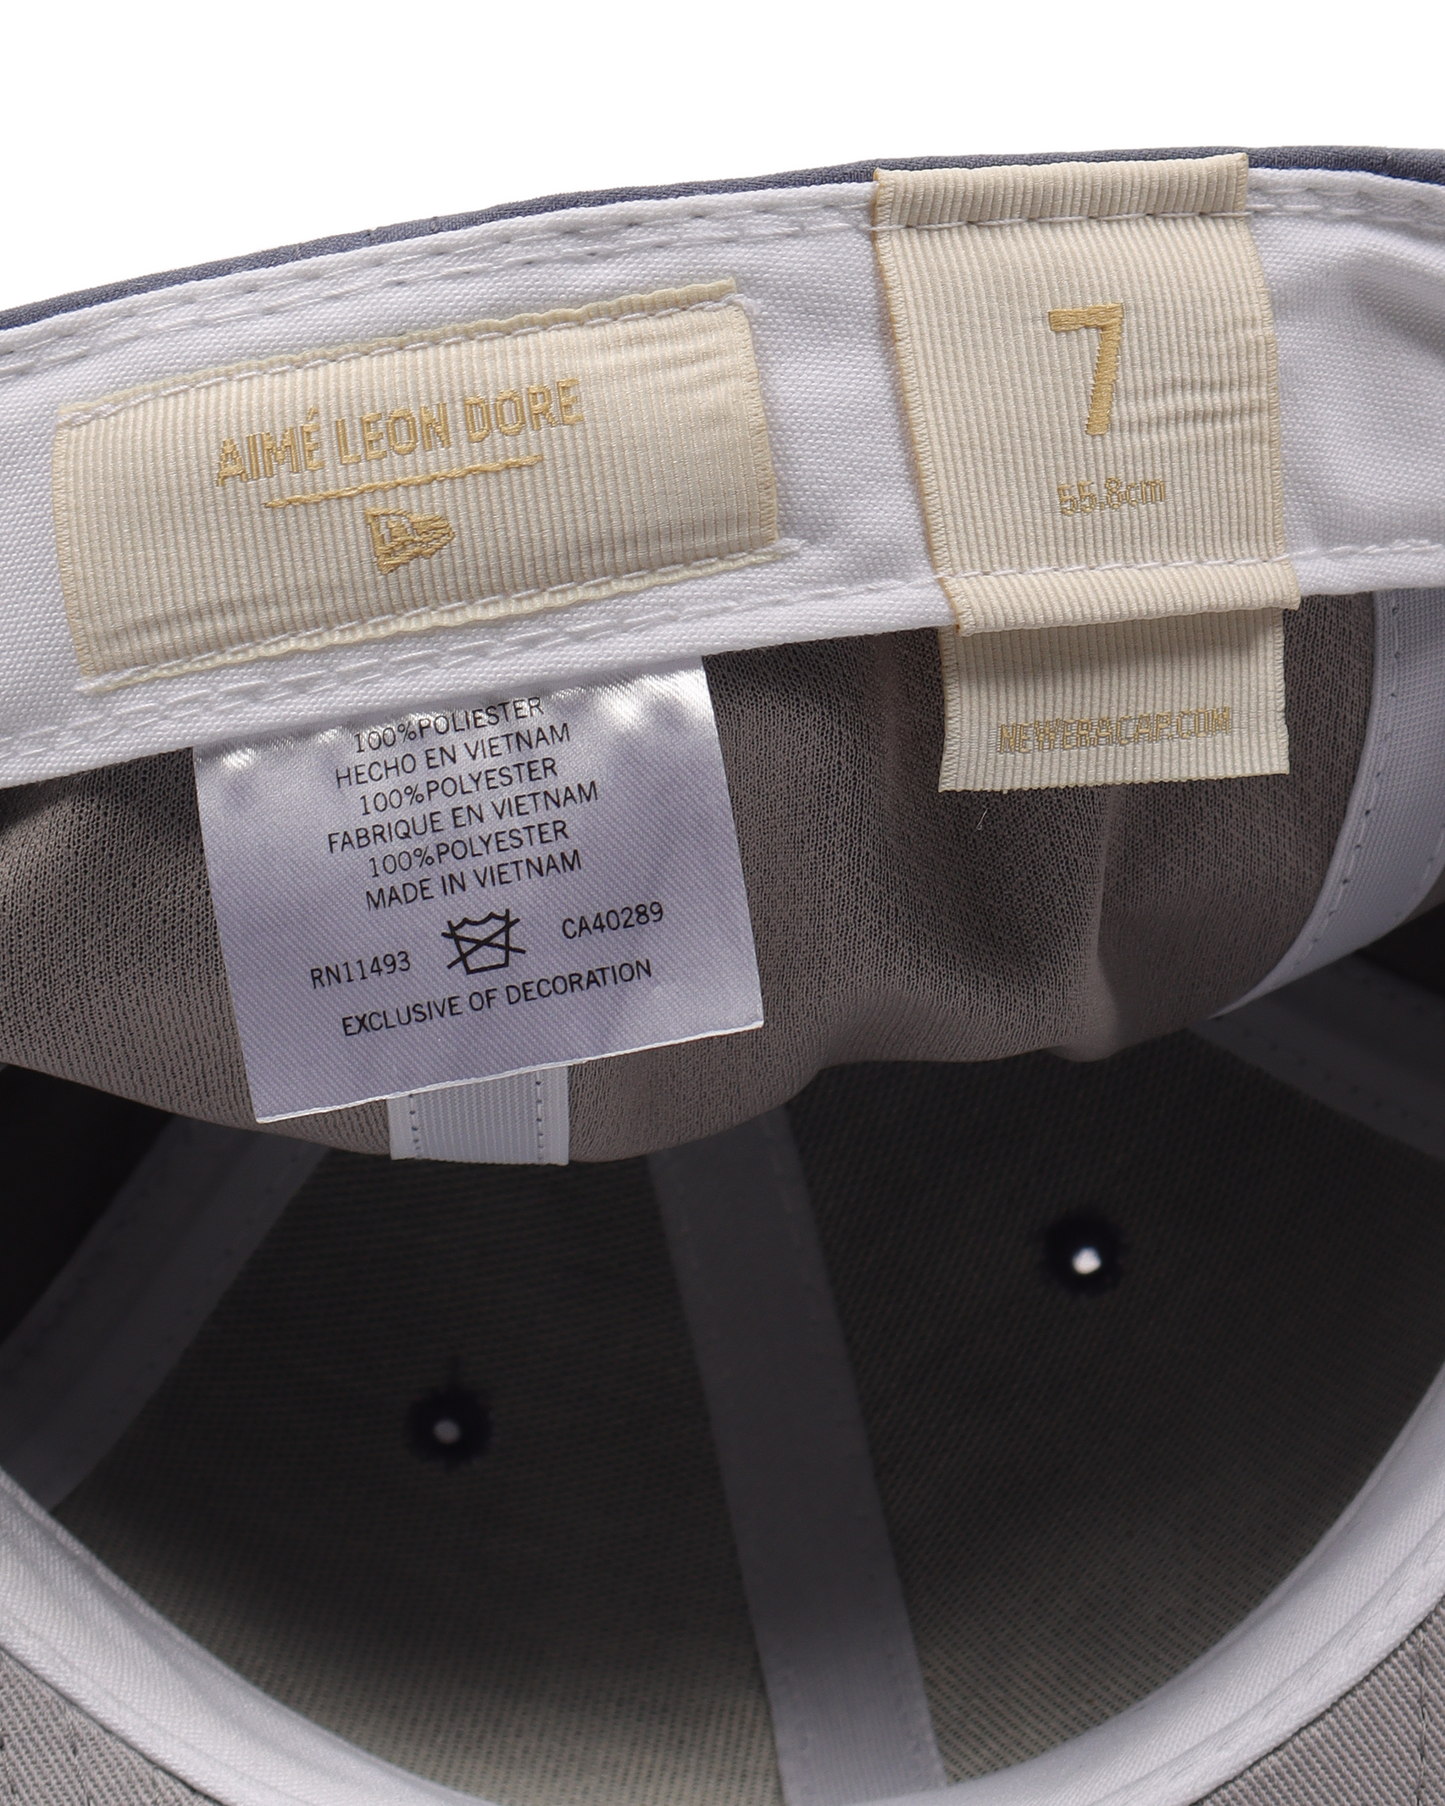 AIMÉ LEON DORE
7
55.8cm
NEWERACAP.COM
100%POLIESTER
HECHO EN VIETNAM
100%POLYESTER
FABRIQUE EN VIETNAM
100%POLYESTER
MADE IN VIETNAM
RN11493 CA40289
EXCLUSIVE OF DECORATION